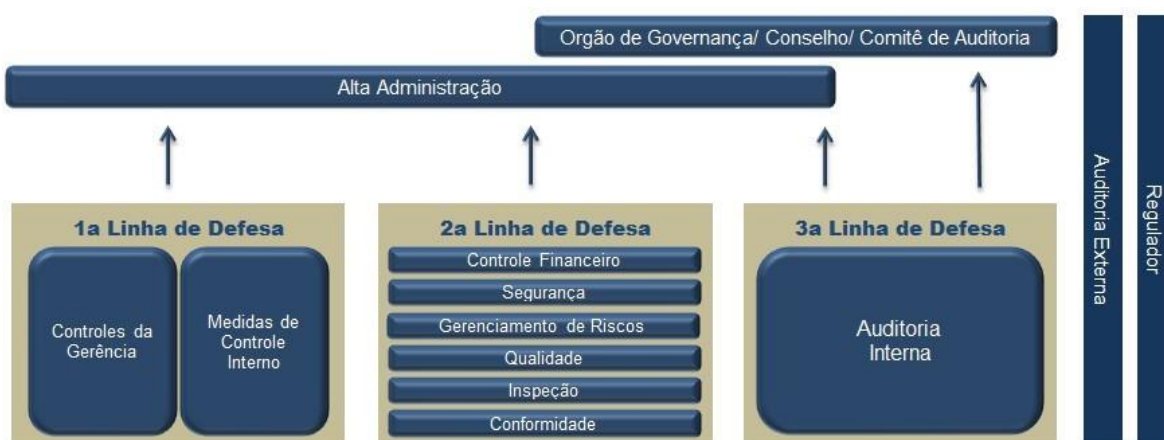 Orgão de Governança/ Conselho/ Comitê de Auditoria
Alta Administração
1a Linha de Defesa
Controles da
Gerência
Medidas de
Controle
Interno
2a Linha de Defesa
Controle Financeiro
Segurança
Gerenciamento de Riscos
Qualidade
Inspeção
Conformidade
3a Linha de Defesa
Auditoria
Interna
Auditoria Externa
Regulador